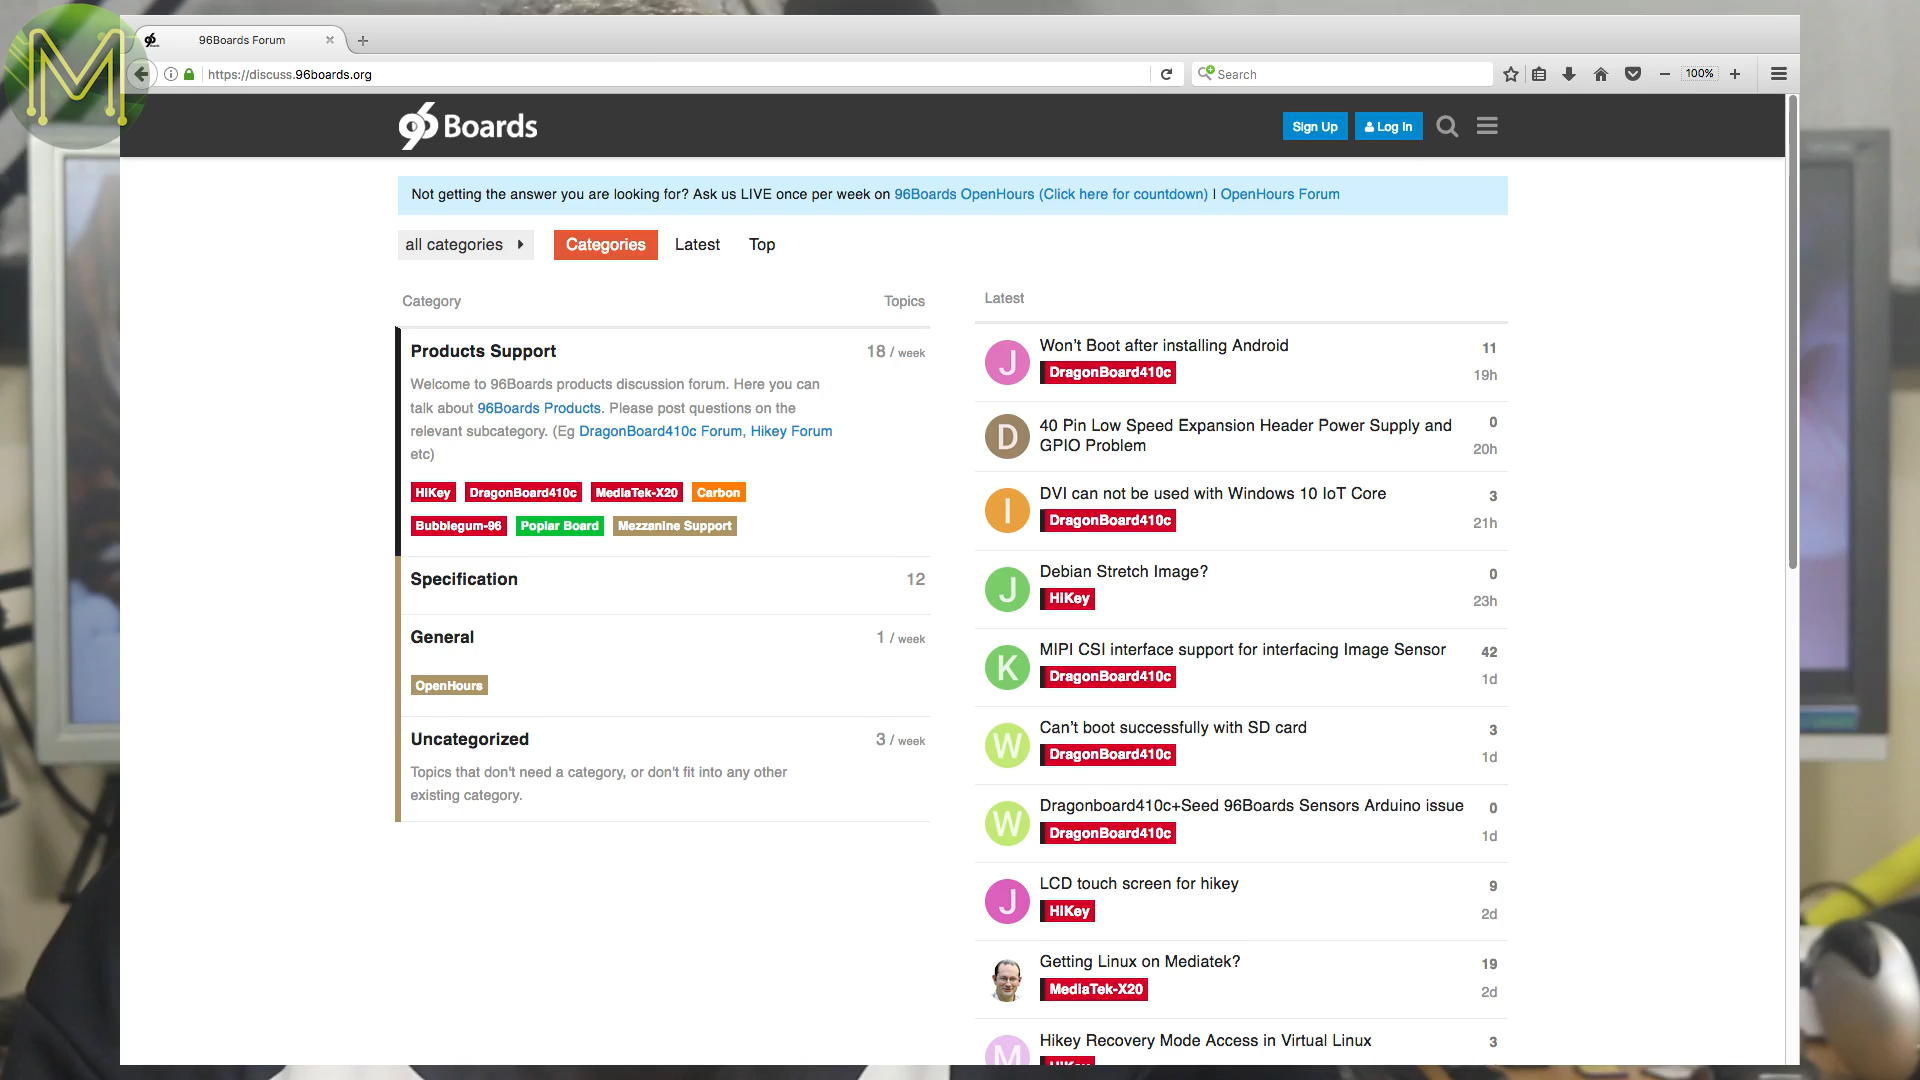 M
96Boards Forum
https://discuss.96boards.org
Search
100%
96 Boards
Sign Up
Log In
Not getting the answer you are looking for? Ask us LIVE once per week on 96Boards OpenHours (Click here for countdown) | OpenHours Forum
all categories
Categories
Latest
Top
Category
Topics
Products Support
18 / week
Welcome to 96Boards products discussion forum. Here you can
talk about 96Boards Products. Please post questions on the
relevant subcategory. (Eg DragonBoard410c Forum, Hikey Forum
etc)
HiKey DragonBoard410c MediaTek-X20 Carbon
Bubblegum-96 Poplar Board Mezzanine Support
Specification
12
General
1 / week
OpenHours
Uncategorized
3 / week
Topics that don't need a category, or don't fit into any other
existing category.
Latest
J
Won't Boot after installing Android
11
DragonBoard410c
19h
D
40 Pin Low Speed Expansion Header Power Supply and
GPIO Problem
0
20h
I
DVI can not be used with Windows 10 IoT Core
3
DragonBoard410c
21h
J
Debian Stretch Image?
0
HiKey
23h
K
MIPI CSI interface support for interfacing Image Sensor
42
DragonBoard410c
1d
W
Can't boot successfully with SD card
3
DragonBoard410c
1d
W
Dragonboard410c+Seed 96Boards Sensors Arduino issue
0
DragonBoard410c
1d
J
LCD touch screen for hikey
9
HiKey
2d
Getting Linux on Mediatek?
19
MediaTek-X20
2d
M
Hikey Recovery Mode Access in Virtual Linux
3
HiKey